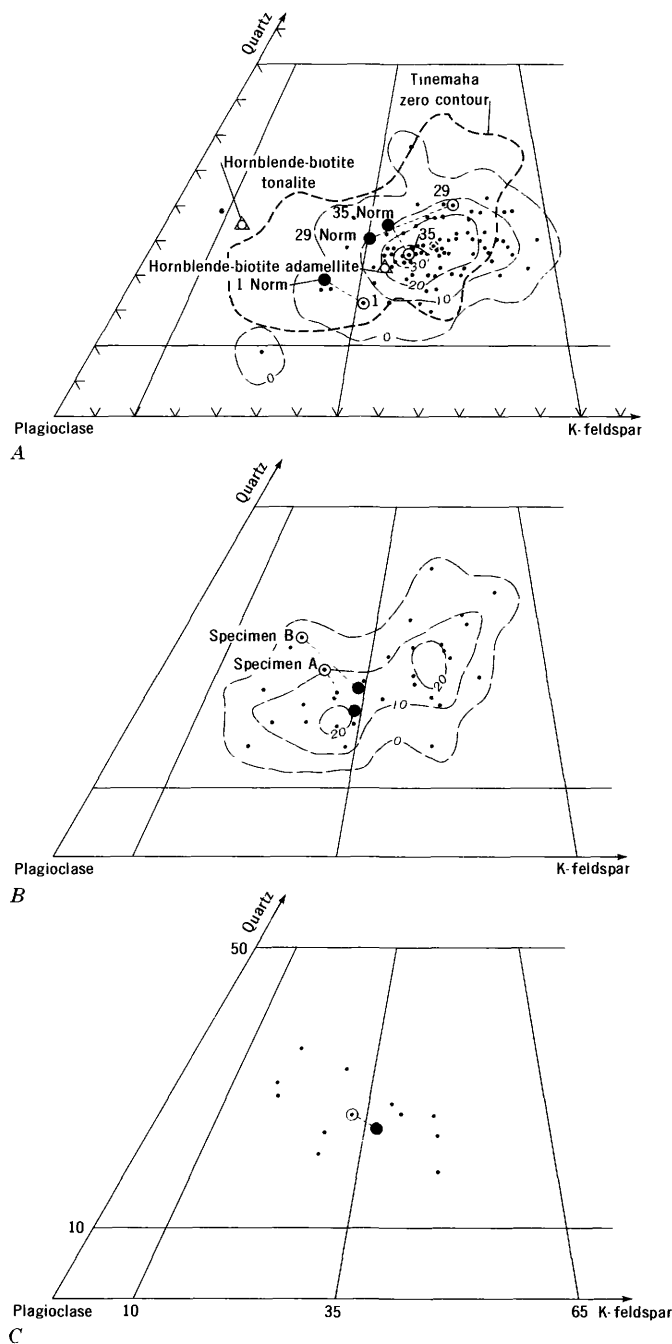 Quartz
Tinemaha
zero contour
Hornblende-biotite
tonalite
29
35 Norm
35
29 Norm
Hornblende-biotite adamellite
30
1 Norm
20
1
10
0
0
Plagioclase
K-feldspar
A
Quartz
Specimen B
Specimen A
20
10
20
0
Plagioclase
K-feldspar
B
Quartz
50
10
Plagioclase
10
35
65
K-feldspar
C